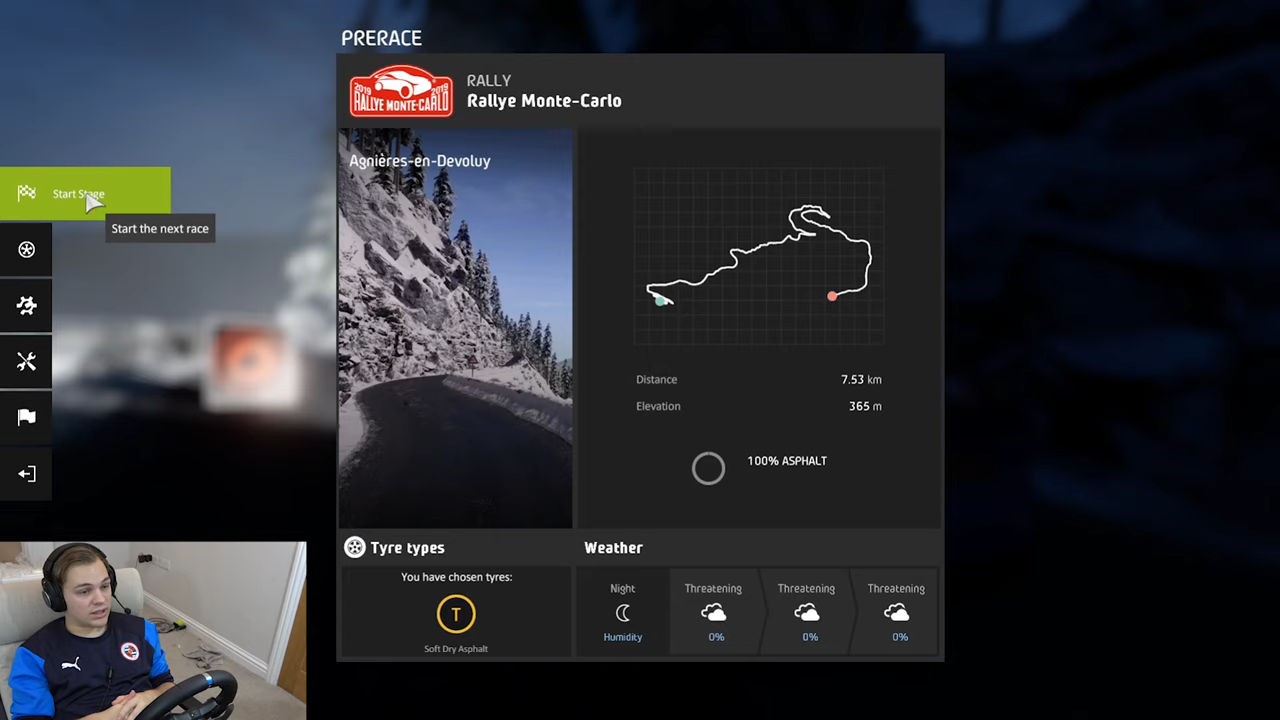 PRERACE
2019 2019
RALLYE MONTE-CARLO
RALLY
Rallye Monte-Carlo
Start Stage
Start the next race
Agnières-en-Devoluy
Distance 7.53 km
Elevation 365 m
100% ASPHALT
Tyre types
You have chosen tyres:
T
Soft Dry Asphalt
Weather
Night Threatening Threatening Threatening
Humidity 0% 0% 0%